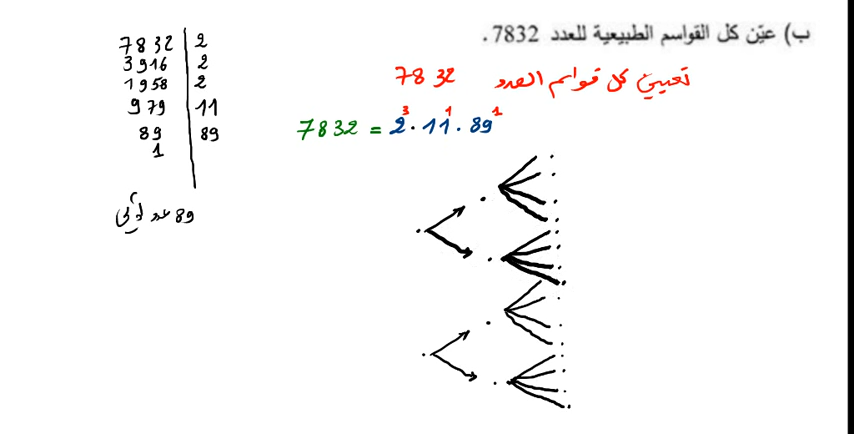 ب) عيّن كل القواسم الطبيعية للعدد 7832 .
تعيين كل قواسم العدد 7832
7832 = 2³ · 11¹ · 89¹
7832 | 2
3916 | 2
1958 | 2
979 | 11
89 | 89
1
89 عدد أولي